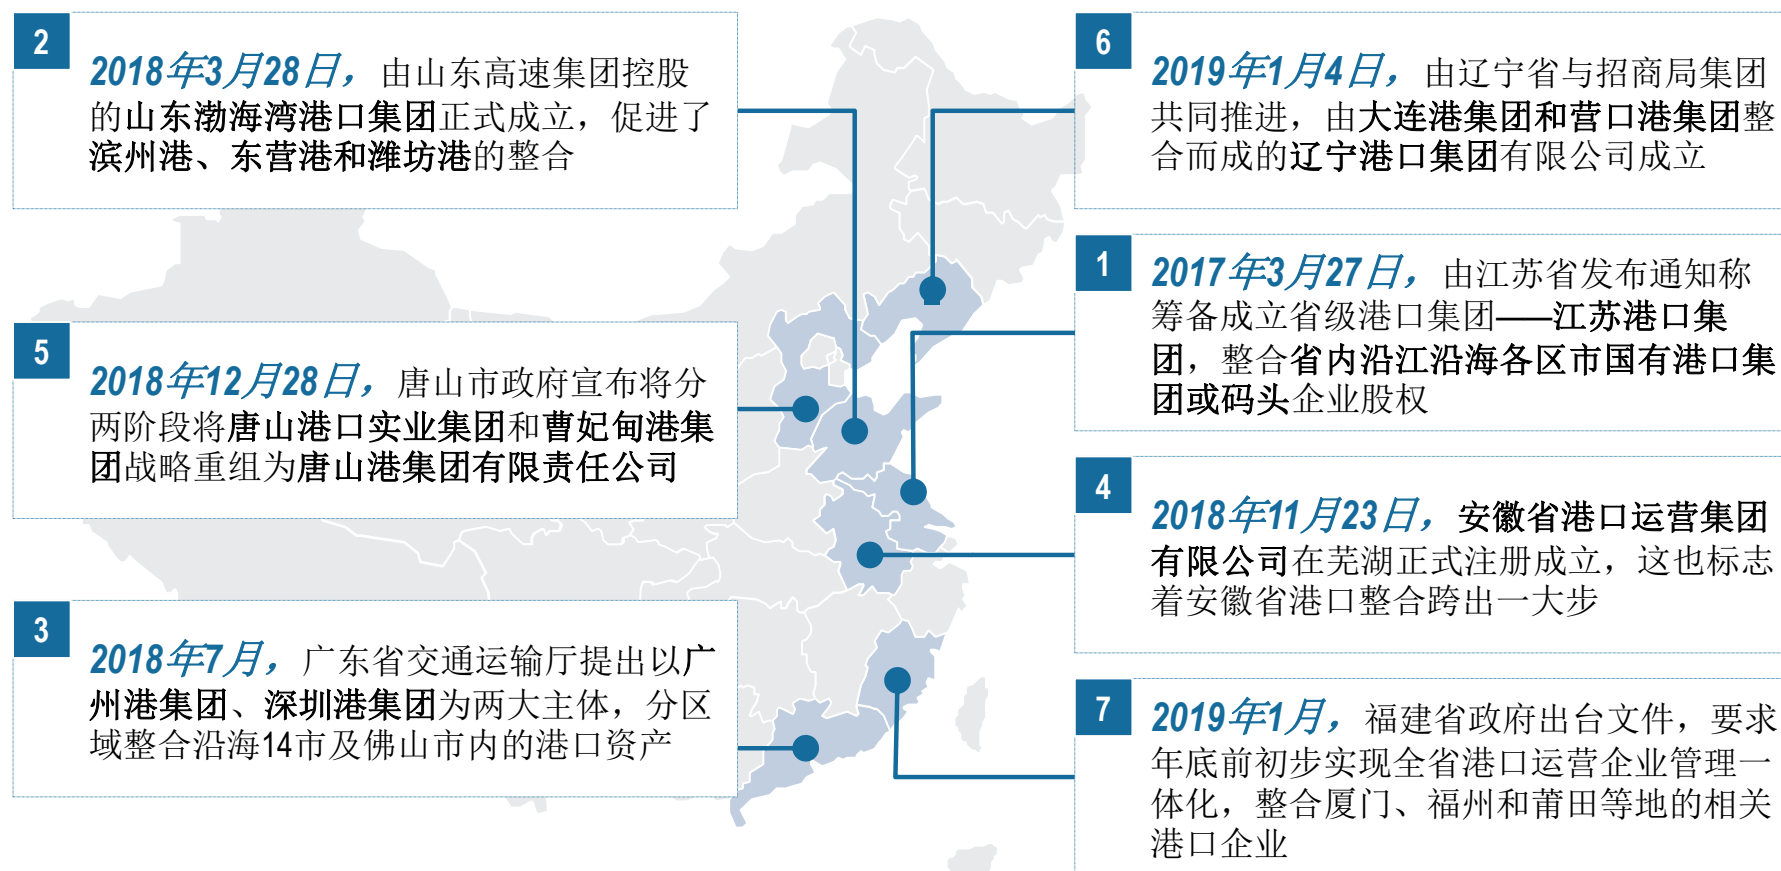 2
2018年3月28日，由山东高速集团控股
的山东渤海湾港口集团正式成立，促进了
滨州港、东营港和潍坊港的整合
5
2018年12月28日，唐山市政府宣布将分
两阶段将唐山港口实业集团和曹妃甸港集
团战略重组为唐山港集团有限责任公司
3
2018年7月，广东省交通运输厅提出以广
州港集团、深圳港集团为两大主体，分区
域整合沿海14市及佛山市内的港口资产
6
2019年1月4日，由辽宁省与招商局集团
共同推进，由大连港集团和营口港集团整
合而成的辽宁港口集团有限公司成立
1
2017年3月27日，由江苏省发布通知称
筹备成立省级港口集团——江苏港口集
团，整合省内沿江沿海各区市国有港口集
团或码头企业股权
4
2018年11月23日，安徽省港口运营集团
有限公司在芜湖正式注册成立，这也标志
着安徽省港口整合跨出一大步
7
2019年1月，福建省政府出台文件，要求
年底前初步实现全省港口运营企业管理一
体化，整合厦门、福州和莆田等地的相关
港口企业